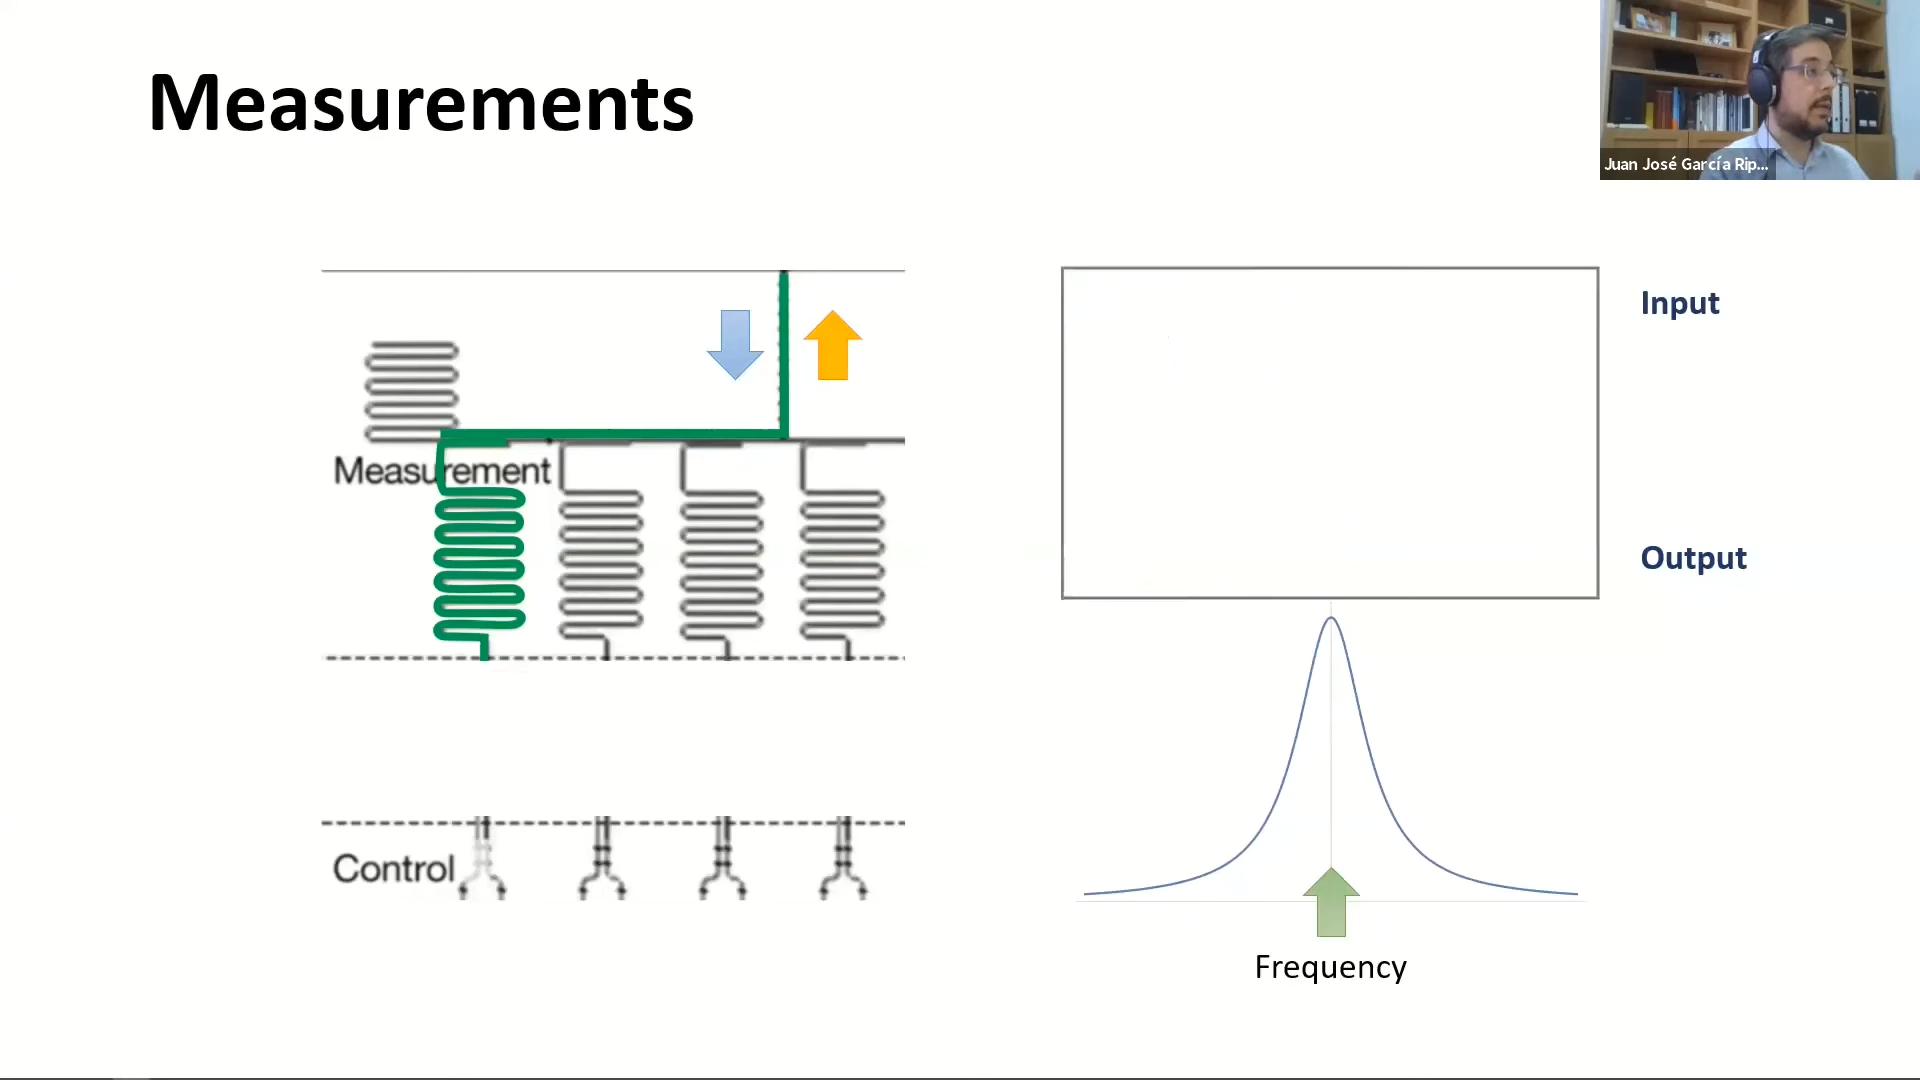 Measurements
Juan José García Rip...
Input
Measurement
Output
Control
Frequency